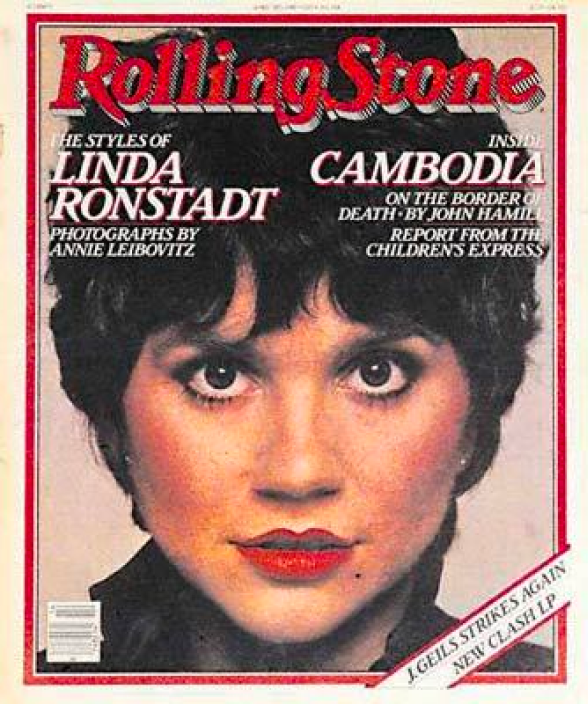 Rolling Stone
THE STYLES OF
LINDA
RONSTADT
PHOTOGRAPHS BY
ANNIE LEIBOVITZ
INSIDE
CAMBODIA
ON THE BORDER OF
DEATH • BY JOHN HAMILL
REPORT FROM THE
CHILDREN'S EXPRESS
J. GEILS STRIKES AGAIN
NEW CLASH LP